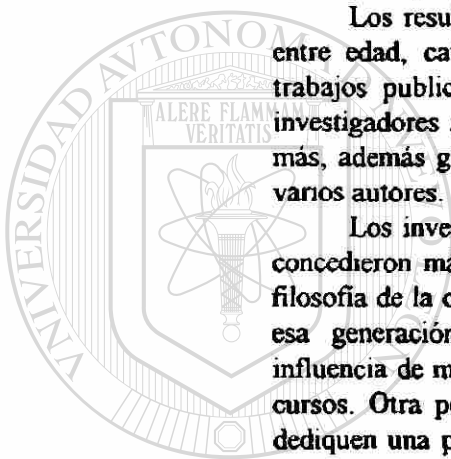 Los resu
entre edad, ca
trabajos public
investigadores
más, además g
varios autores.
Los inve
concedieron má
filosofía de la c
esa generación
influencia de m
cursos. Otra p
dediquen una p
ALERE FLAMMAM
VERITATIS